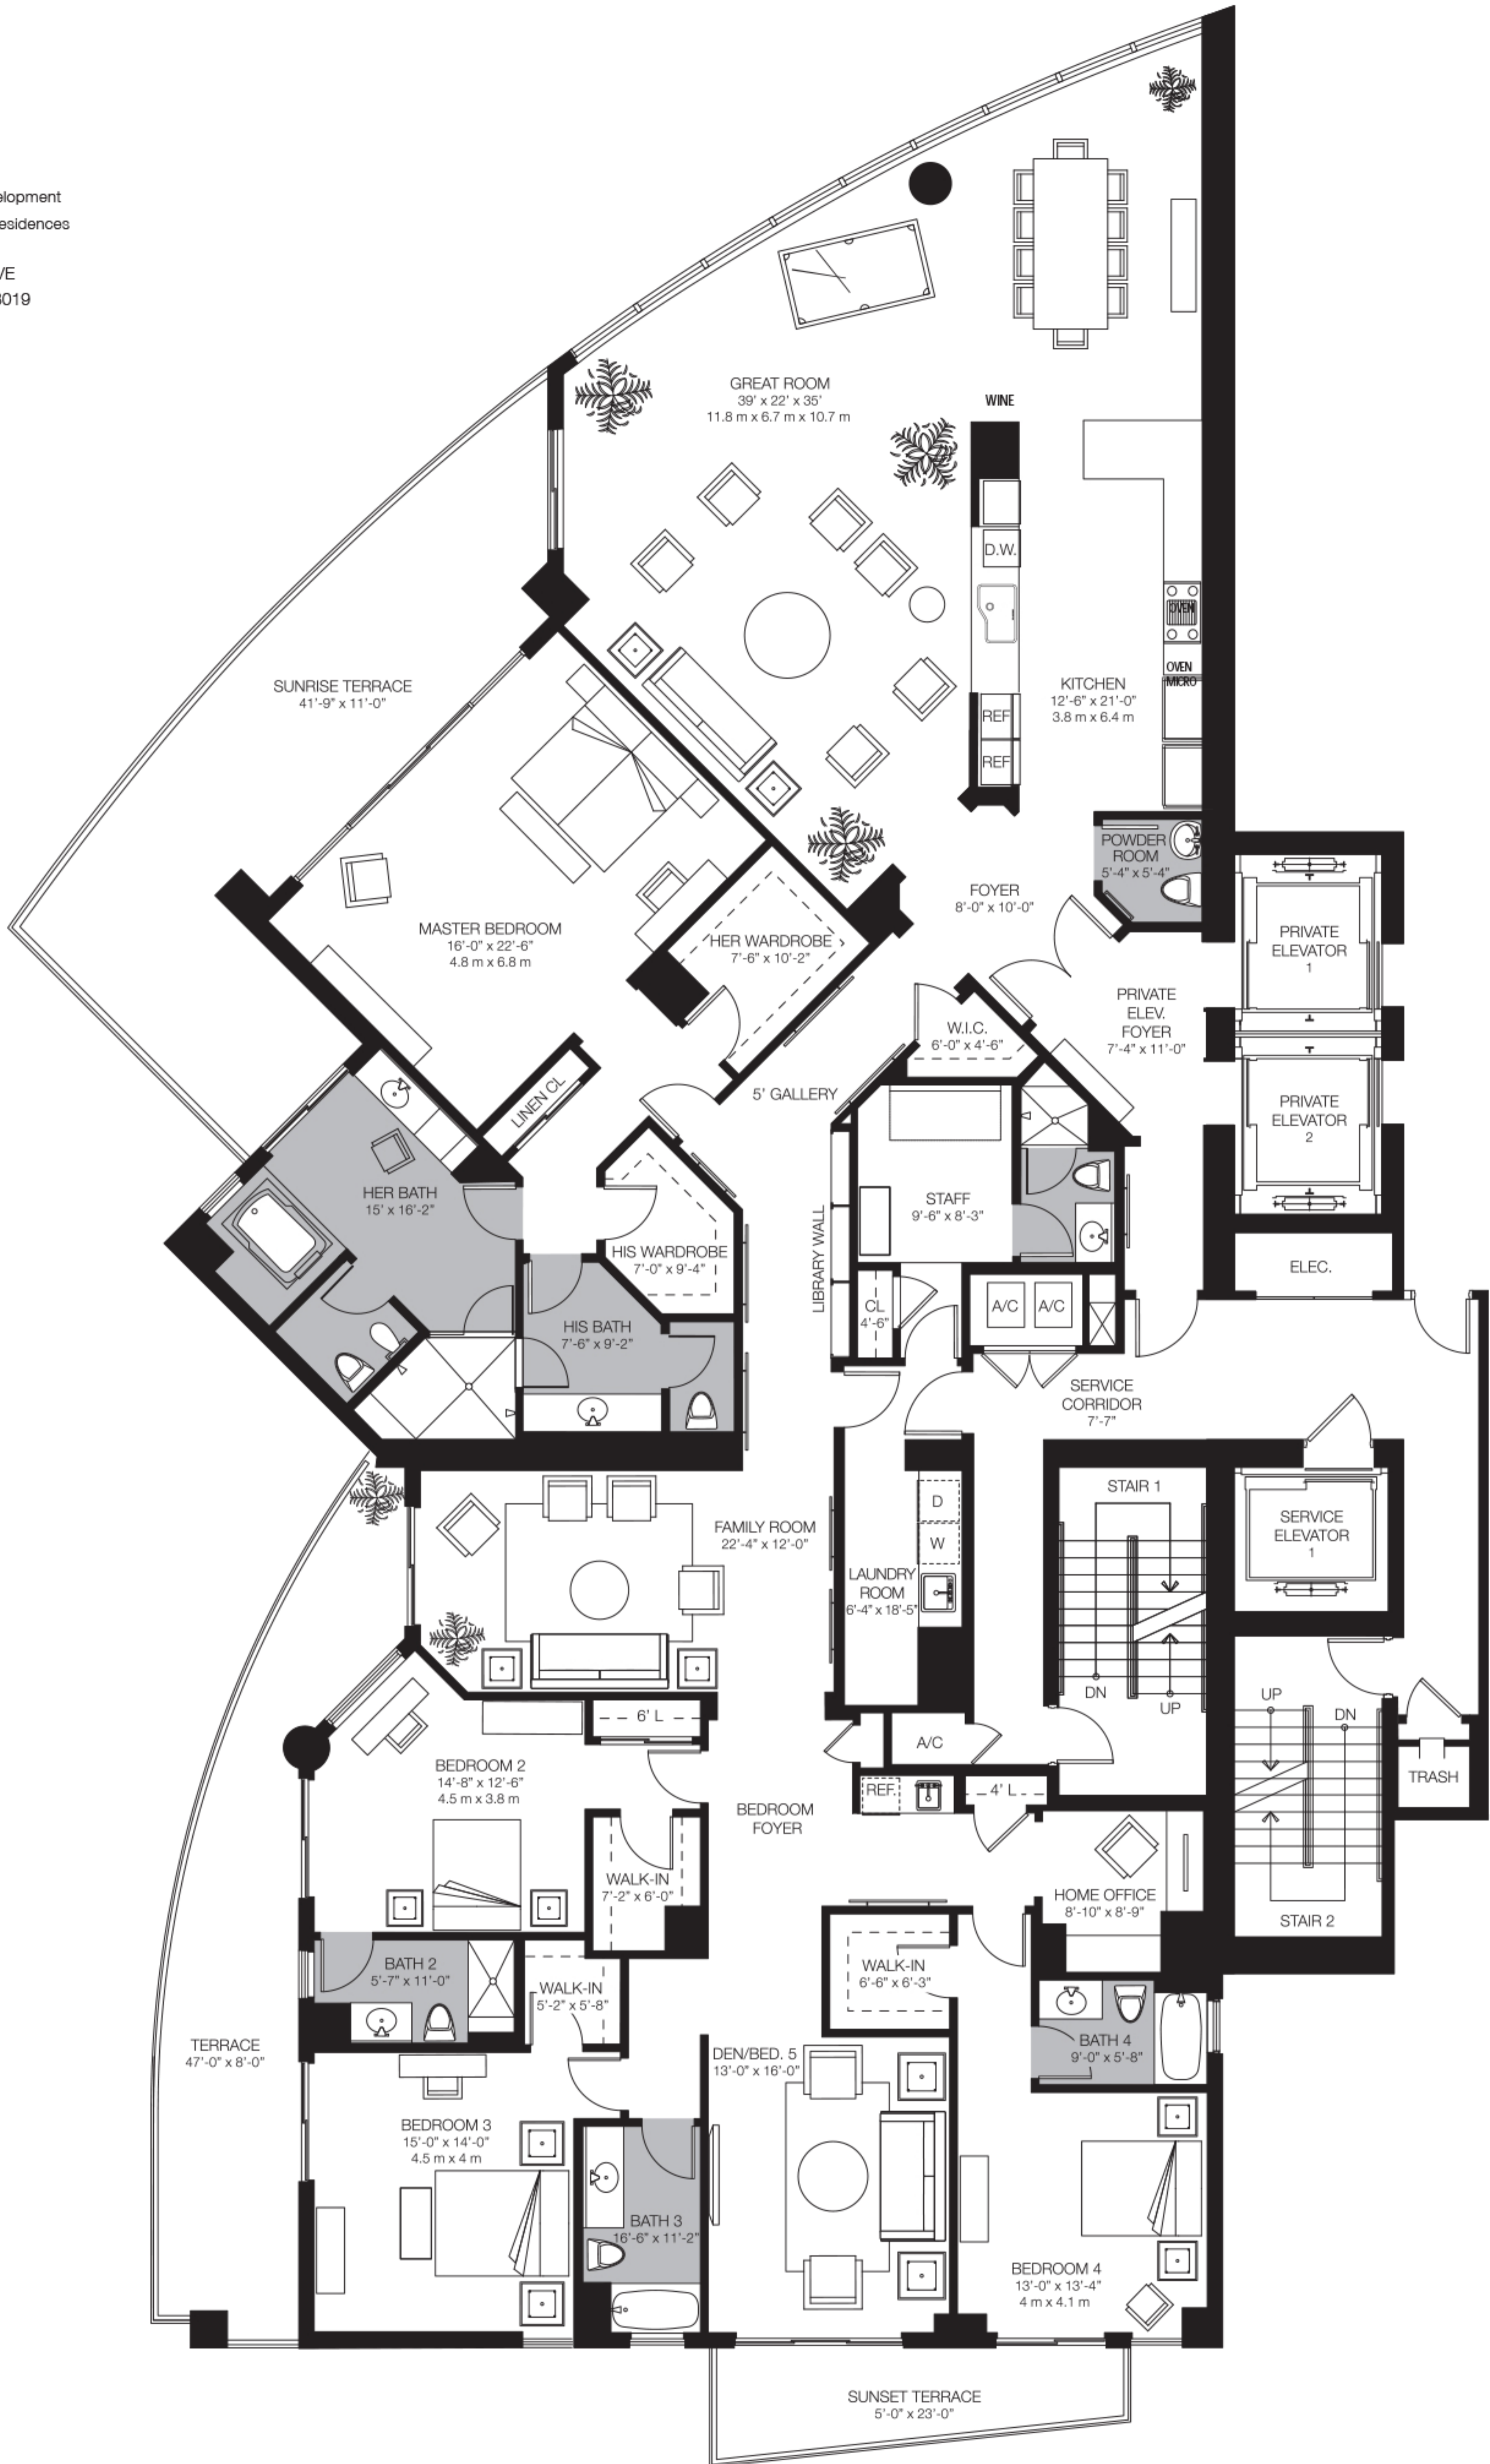 elopment
esidences
VE
3019
GREAT ROOM
39' x 22' x 35'
11.8 m x 6.7 m x 10.7 m
WINE
D.W.
OVEN
OVEN
MICRO
SUNRISE TERRACE
41'-9" x 11'-0"
KITCHEN
12'-6" x 21'-0"
3.8 m x 6.4 m
REF
REF
POWDER
ROOM
5'-4" x 5'-4"
FOYER
8'-0" x 10'-0"
MASTER BEDROOM
16'-0" x 22'-6"
4.8 m x 6.8 m
HER WARDROBE
7'-6" x 10'-2"
PRIVATE
ELEVATOR
1
PRIVATE
ELEV.
FOYER
7'-4" x 11'-0"
W.I.C.
6'-0" x 4'-6"
LINEN CL
5' GALLERY
PRIVATE
ELEVATOR
2
HER BATH
15' x 16'-2"
STAFF
9'-6" x 8'-3"
LIBRARY WALL
HIS WARDROBE
7'-0" x 9'-4"
ELEC.
CL
4'-6"
A/C
A/C
HIS BATH
7'-6" x 9'-2"
SERVICE
CORRIDOR
7'-7"
STAIR 1
D
W
FAMILY ROOM
22'-4" x 12'-0"
SERVICE
ELEVATOR
1
LAUNDRY
ROOM
6'-4" x 18'-5"
DN
UP
UP
DN
6' L
A/C
BEDROOM 2
14'-8" x 12'-6"
4.5 m x 3.8 m
TRASH
REF.
4' L
BEDROOM
FOYER
WALK-IN
7'-2" x 6'-0"
HOME OFFICE
8'-10" x 8'-9"
STAIR 2
BATH 2
5'-7" x 11'-0"
WALK-IN
5'-2" x 5'-8"
WALK-IN
6'-6" x 6'-3"
TERRACE
47'-0" x 8'-0"
DEN/BED. 5
13'-0" x 16'-0"
BATH 4
9'-0" x 5'-8"
BEDROOM 3
15'-0" x 14'-0"
4.5 m x 4 m
BATH 3
16'-6" x 11'-2"
BEDROOM 4
13'-0" x 13'-4"
4 m x 4.1 m
SUNSET TERRACE
5'-0" x 23'-0"